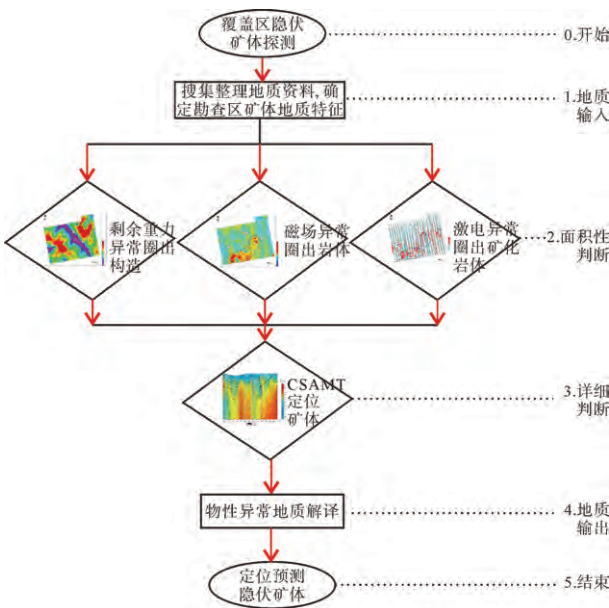 覆盖区隐伏
矿体探测
0.开始
搜集整理地质资料,确
定勘查区矿体地质特征
1.地质
输入
剩余重力
异常圈出
构造
磁场异常
圈出岩体
激电异常
圈出矿化
岩体
2.面积性
判断
CSAMT
定位
矿体
3.详细
判断
物性异常地质解译
4.地质
输出
定位预测
隐伏矿体
5.结束